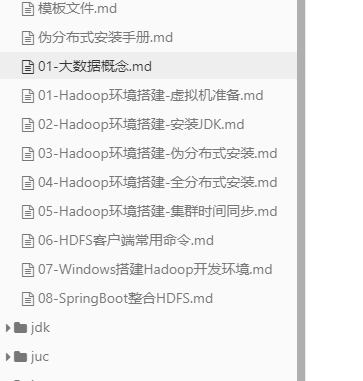 模板文件.md
伪分布式安装手册.md
01-大数据概念.md
01-Hadoop环境搭建-虚拟机准备.md
02-Hadoop环境搭建-安装JDK.md
03-Hadoop环境搭建-伪分布式安装.md
04-Hadoop环境搭建-全分布式安装.md
05-Hadoop环境搭建-集群时间同步.md
06-HDFS客户端常用命令.md
07-Windows搭建Hadoop开发环境.md
08-SpringBoot整合HDFS.md
jdk
juc